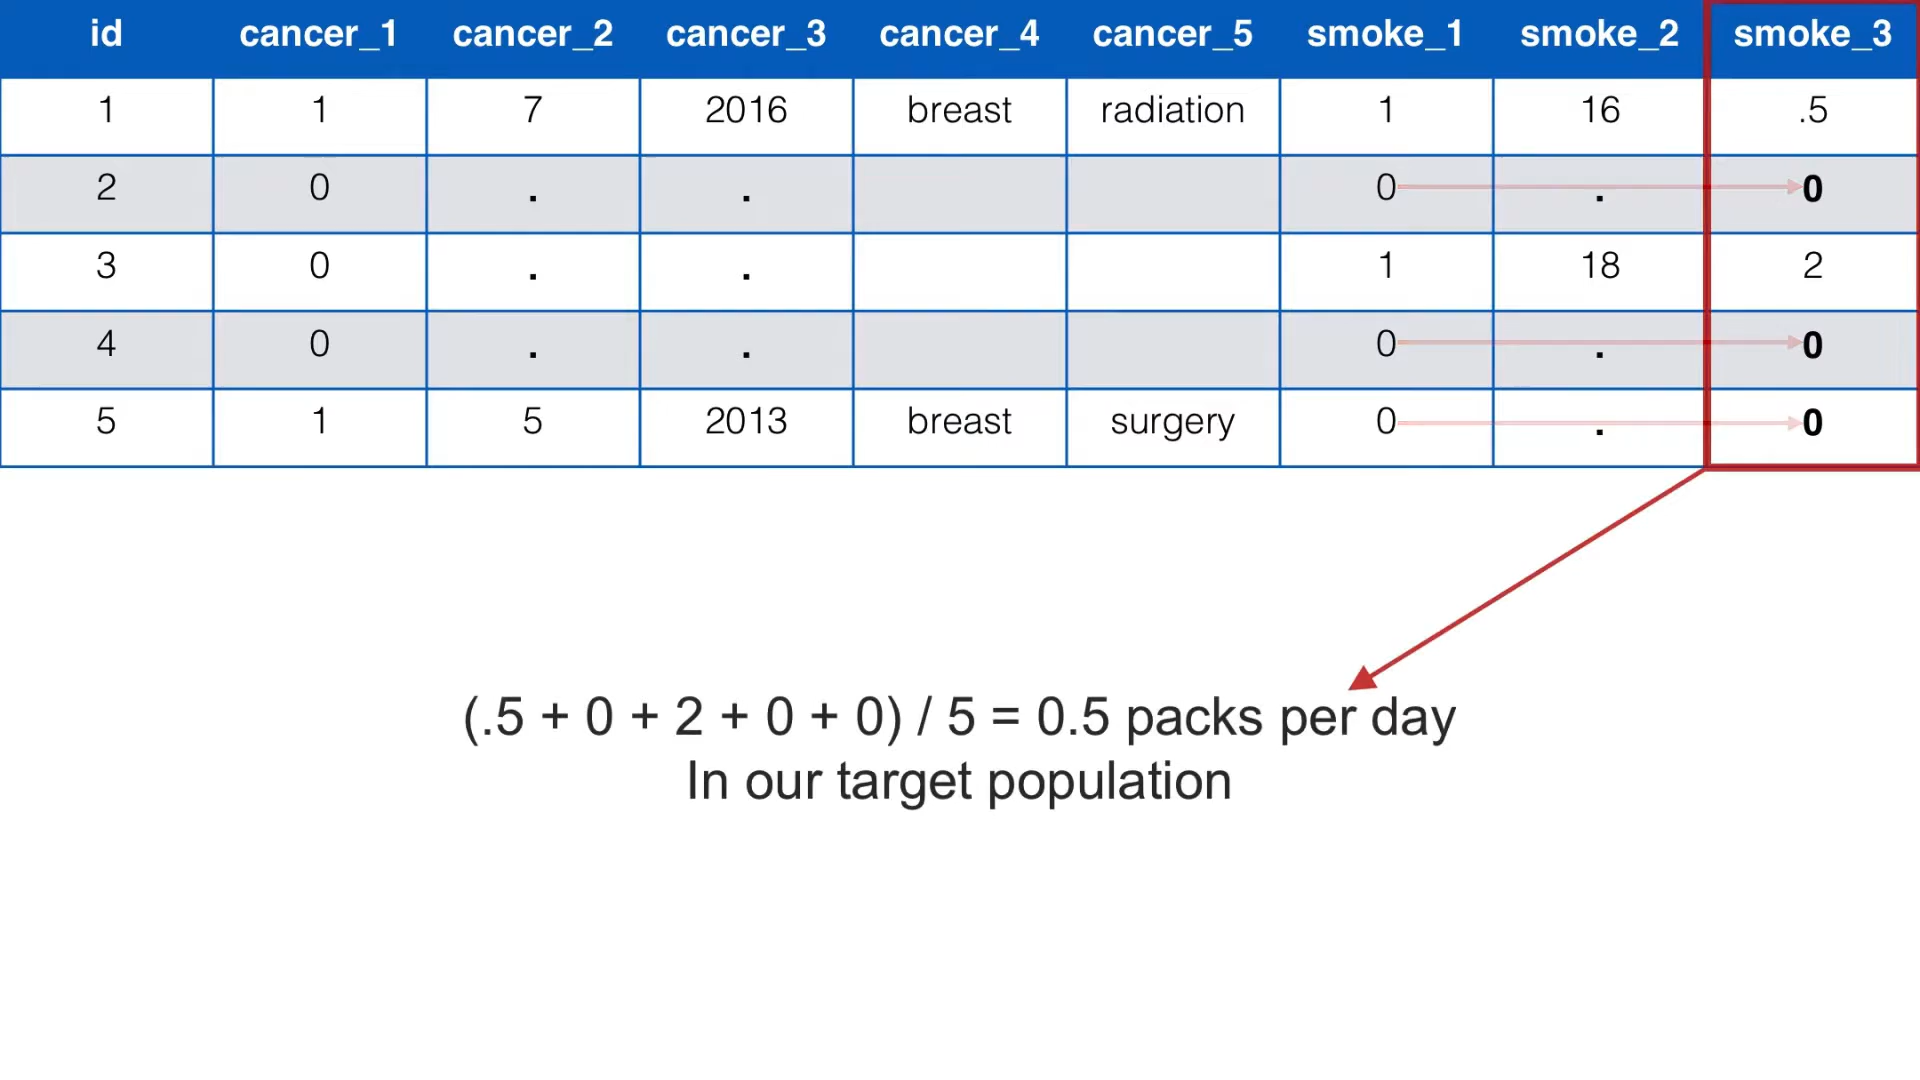 id cancer_1 cancer_2 cancer_3 cancer_4 cancer_5 smoke_1 smoke_2 smoke_3
1 1 7 2016 breast radiation 1 16 .5
2 0 . . 0 . 0
3 0 . . 1 18 2
4 0 . . 0 . 0
5 1 5 2013 breast surgery 0 . 0
(.5 + 0 + 2 + 0 + 0) / 5 = 0.5 packs per day
In our target population